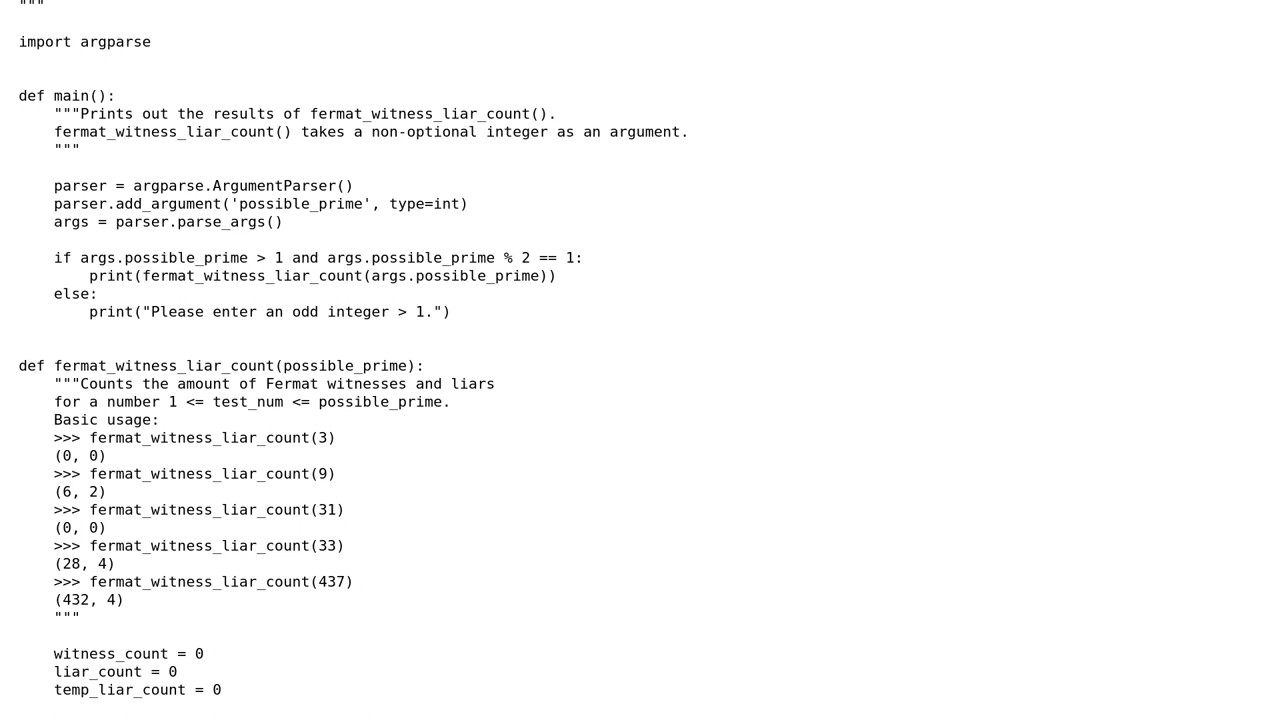 """
import argparse
def main():
    """Prints out the results of fermat_witness_liar_count().
    fermat_witness_liar_count() takes a non-optional integer as an argument.
    """
    parser = argparse.ArgumentParser()
    parser.add_argument('possible_prime', type=int)
    args = parser.parse_args()
    if args.possible_prime > 1 and args.possible_prime % 2 == 1:
        print(fermat_witness_liar_count(args.possible_prime))
    else:
        print("Please enter an odd integer > 1.")
def fermat_witness_liar_count(possible_prime):
    """Counts the amount of Fermat witnesses and liars
    for a number 1 <= test_num <= possible_prime.
    Basic usage:
    >>> fermat_witness_liar_count(3)
    (0, 0)
    >>> fermat_witness_liar_count(9)
    (6, 2)
    >>> fermat_witness_liar_count(31)
    (0, 0)
    >>> fermat_witness_liar_count(33)
    (28, 4)
    >>> fermat_witness_liar_count(437)
    (432, 4)
    """
    witness_count = 0
    liar_count = 0
    temp_liar_count = 0